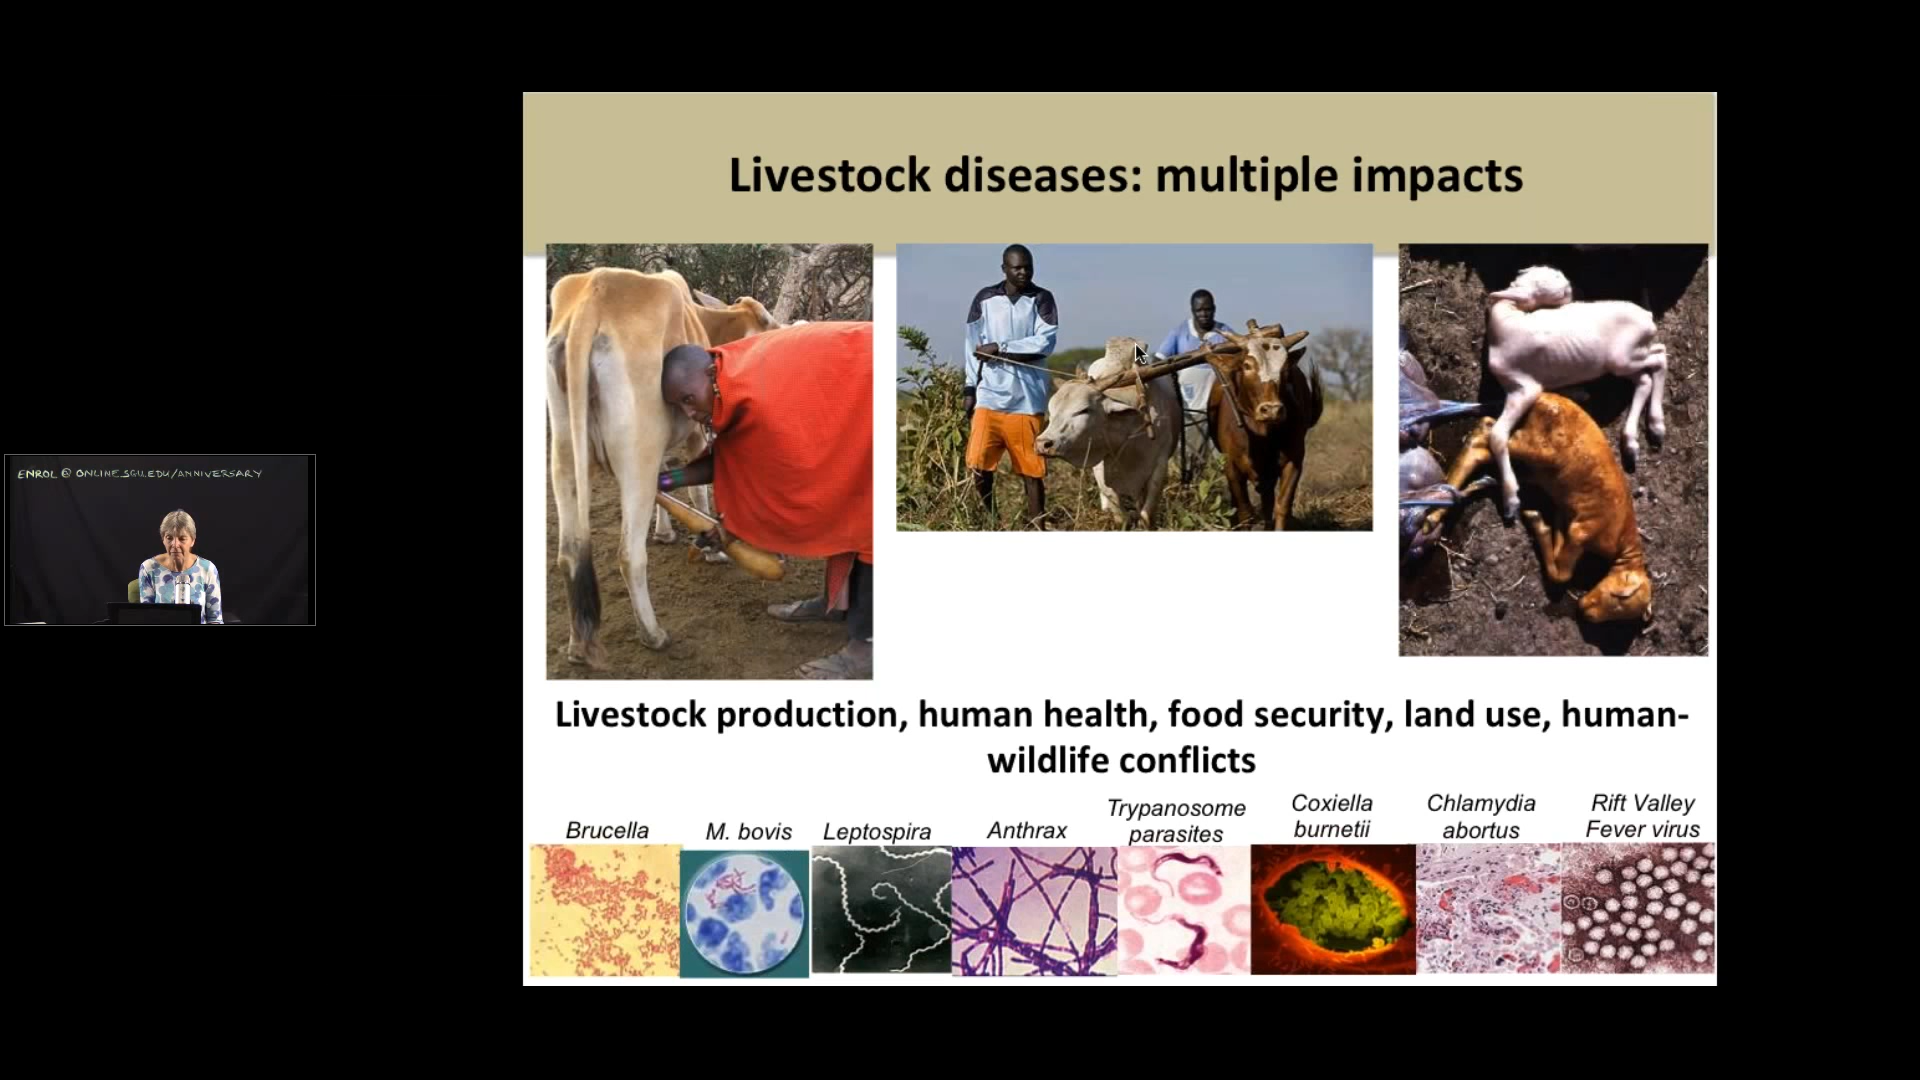 ENROL @ ONLINE.SGU.EDU/ANNIVERSARY
Livestock diseases: multiple impacts
Livestock production, human health, food security, land use, human-
wildlife conflicts
Brucella
M. bovis
Leptospira
Anthrax
Trypanosome
parasites
Coxiella
burnetii
Chlamydia
abortus
Rift Valley
Fever virus